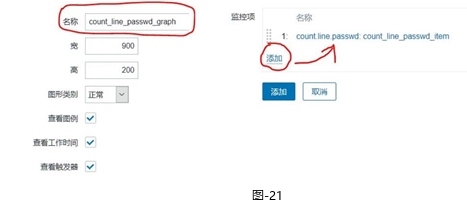 名称 count_line_passwd_graph
宽 900
高 200
图形类别 正常
查看图例
查看工作时间
查看触发器
监控项
名称
1: count.line.passwd: count_line_passwd_item
添加
添加 取消
图-21